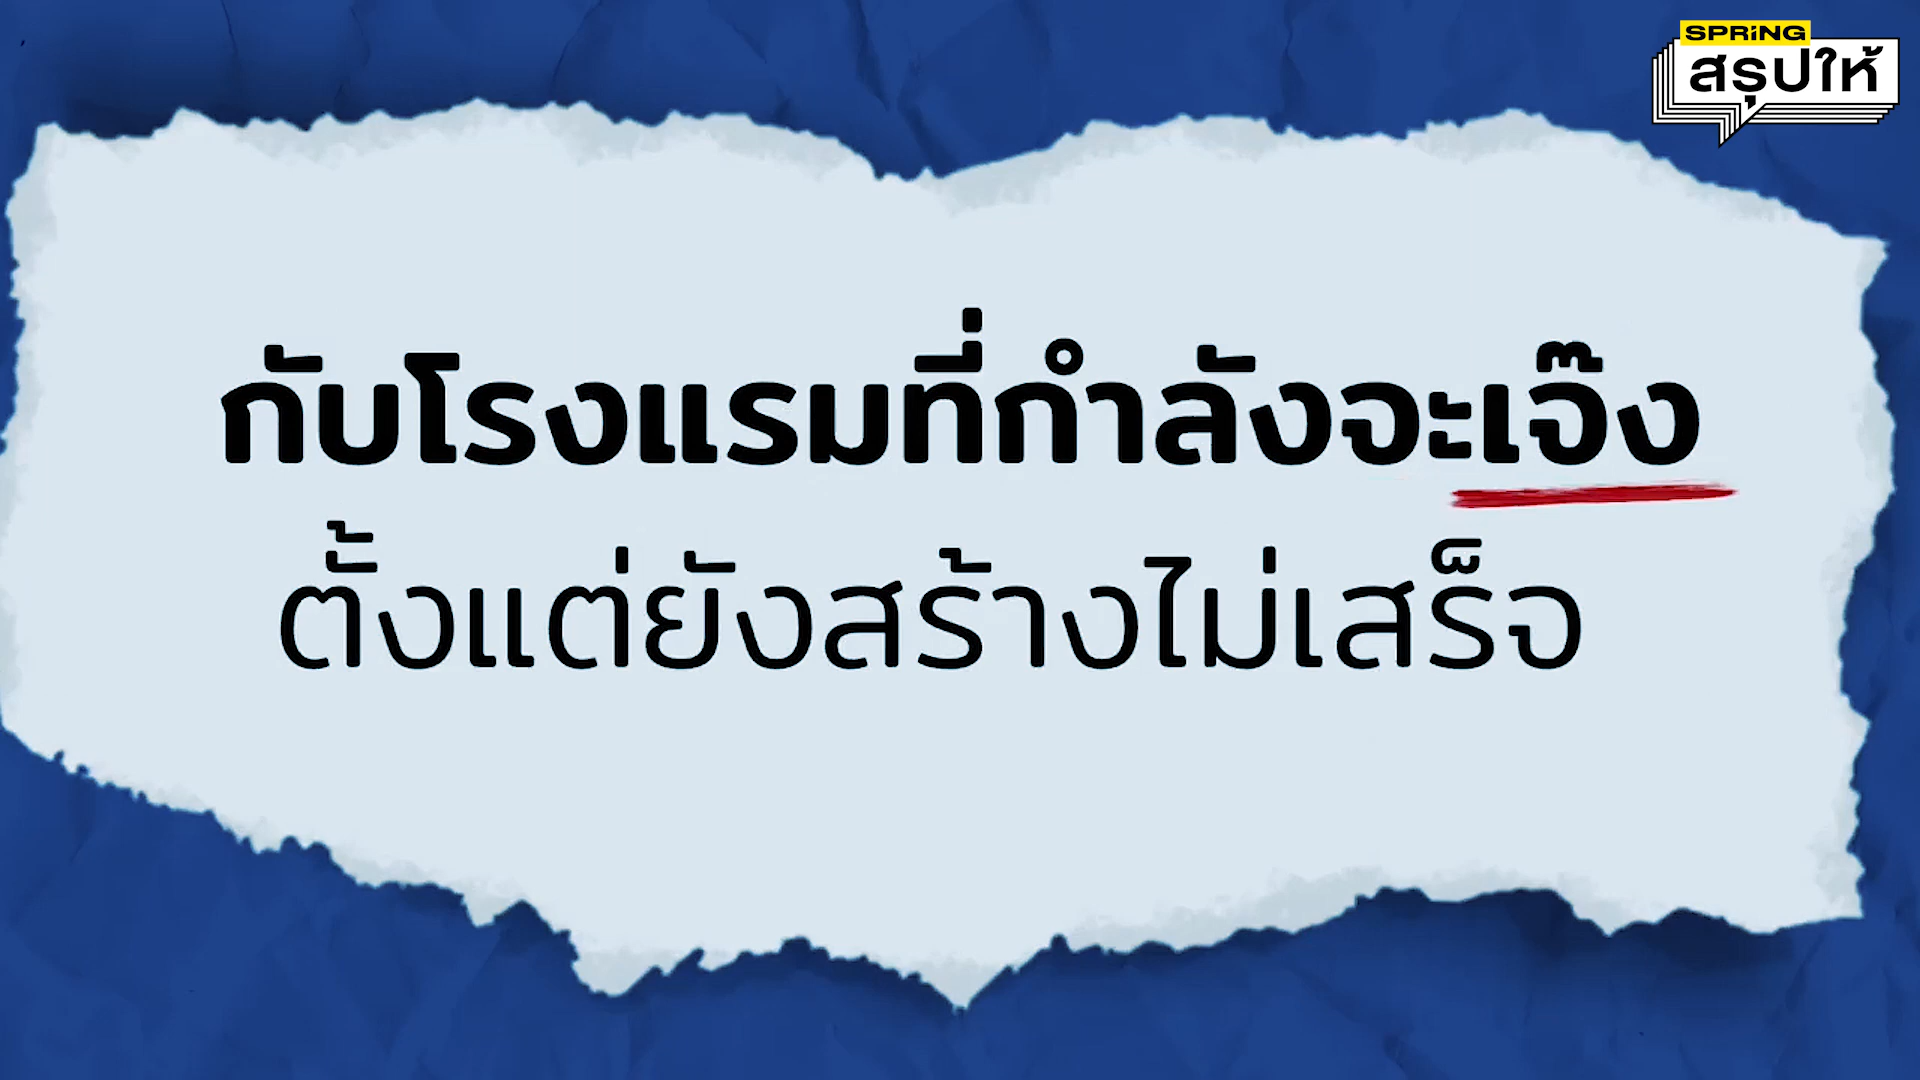 SPRiNG
สรุปให้
กับโรงแรมที่กำลังจะเจ๊ง
ตั้งแต่ยังสร้างไม่เสร็จ